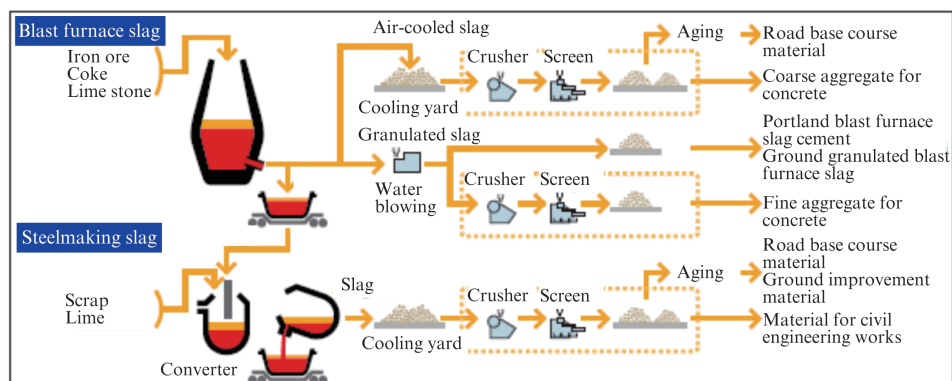 Blast furnace slag
Iron ore
Coke
Lime stone
Air-cooled slag
Cooling yard
Crusher
Screen
Aging
Road base course
material
Coarse aggregate for
concrete
Granulated slag
Water
blowing
Portland blast furnace
slag cement
Ground granulated blast
furnace slag
Crusher
Screen
Fine aggregate for
concrete
Steelmaking slag
Scrap
Lime
Converter
Slag
Cooling yard
Crusher
Screen
Aging
Road base course
material
Ground improvement
material
Material for civil
engineering works